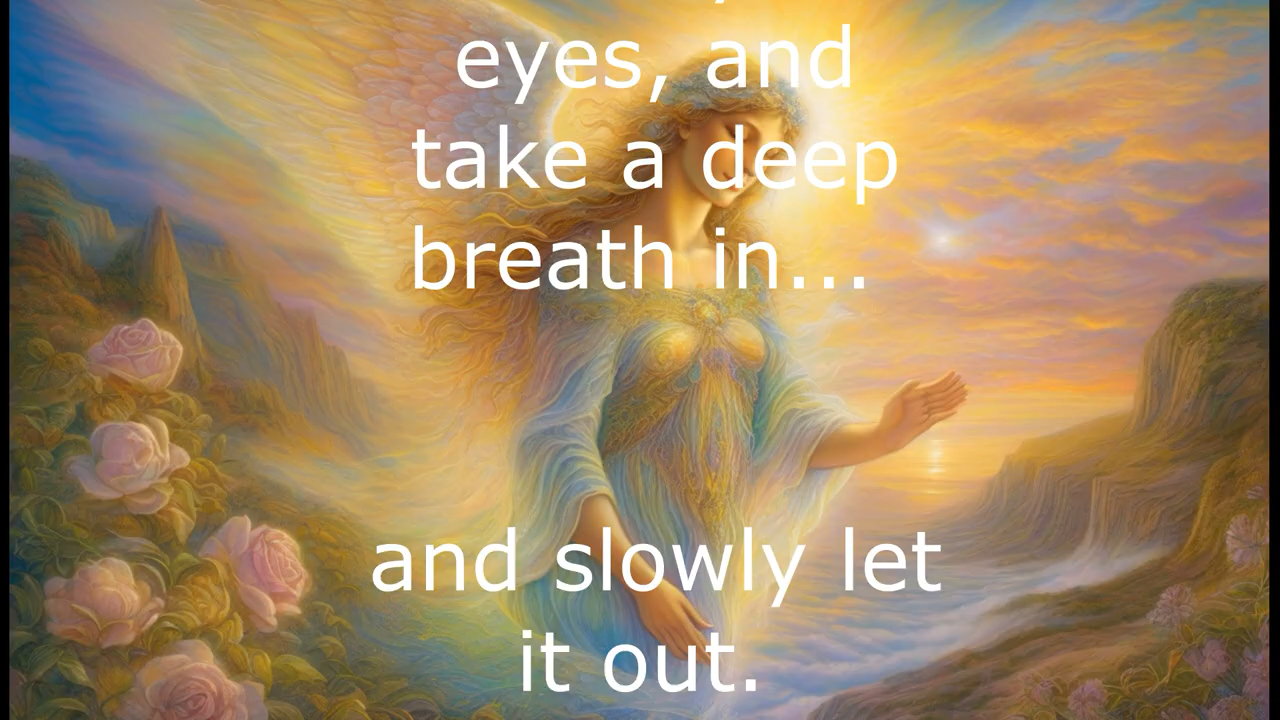 eyes, and
take a deep
breath in...
and slowly let
it out.